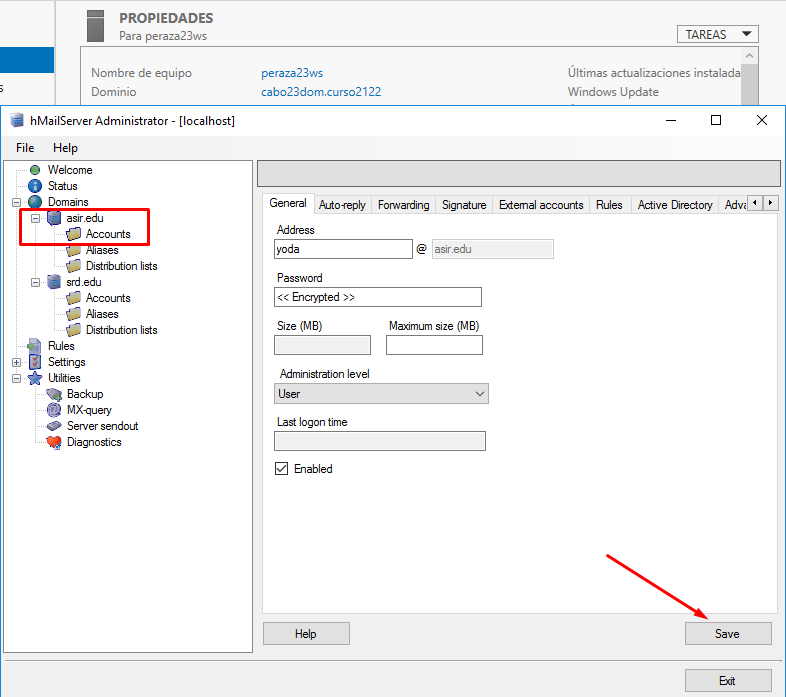 PROPIEDADES
Para peraza23ws
TAREAS
Nombre de equipo peraza23ws Últimas actualizaciones instalada
Dominio cabo23dom.curso2122 Windows Update
s
hMailServer Administrator - [localhost]
File Help
Welcome
Status
Domains
asir.edu
Accounts
Aliases
Distribution lists
srd.edu
Accounts
Aliases
Distribution lists
Rules
Settings
Utilities
Backup
MX-query
Server sendout
Diagnostics
General Auto-reply Forwarding Signature External accounts Rules Active Directory Adva
Address
yoda @ asir.edu
Password
<< Encrypted >>
Size (MB) Maximum size (MB)
Administration level
User
Last logon time
Enabled
Help Save
Exit